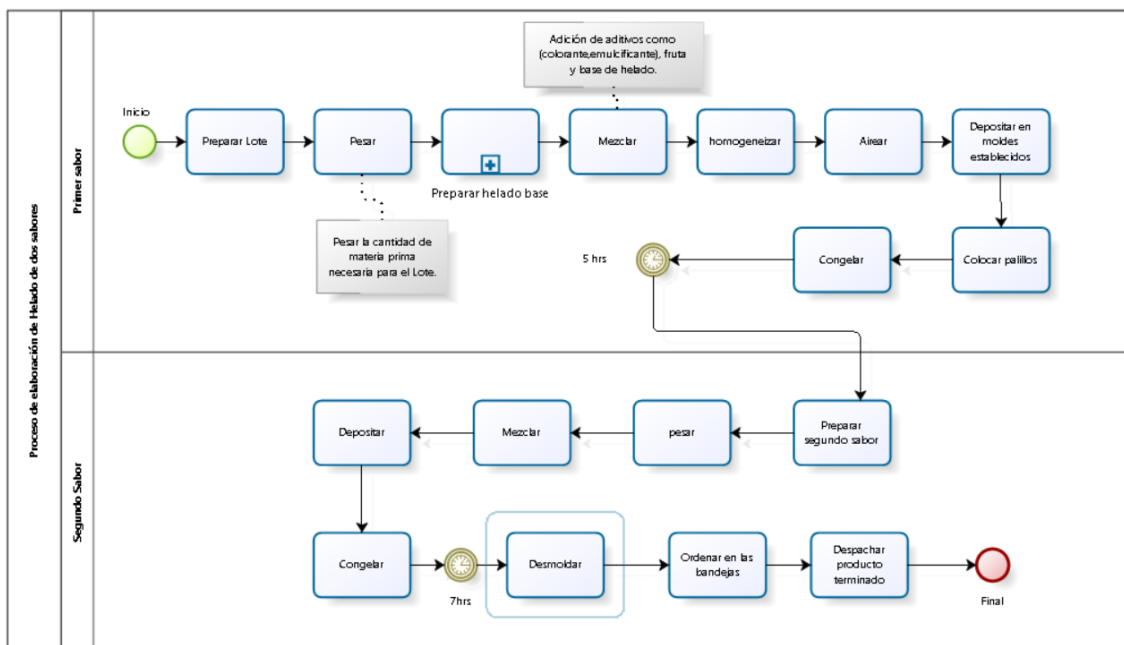 Proceso de elaboración de Helado de dos sabores
Primer sabor
Adición de aditivos como
(colorante,emulcificante), fruta
y base de helado.
Inicio
Preparar Lote
Pesar
Preparar helado base
Mezclar
homogeneizar
Airear
Depositar en
moldes
establecidos
Pesar la cantidad de
materia prima
necesaria para el Lote.
5 hrs
Congelar
Colocar palillos
Segundo Sabor
Depositar
Mezclar
pesar
Preparar
segundo sabor
Congelar
7hrs
Desmoldar
Ordenar en las
bandejas
Despachar
producto
terminado
Final